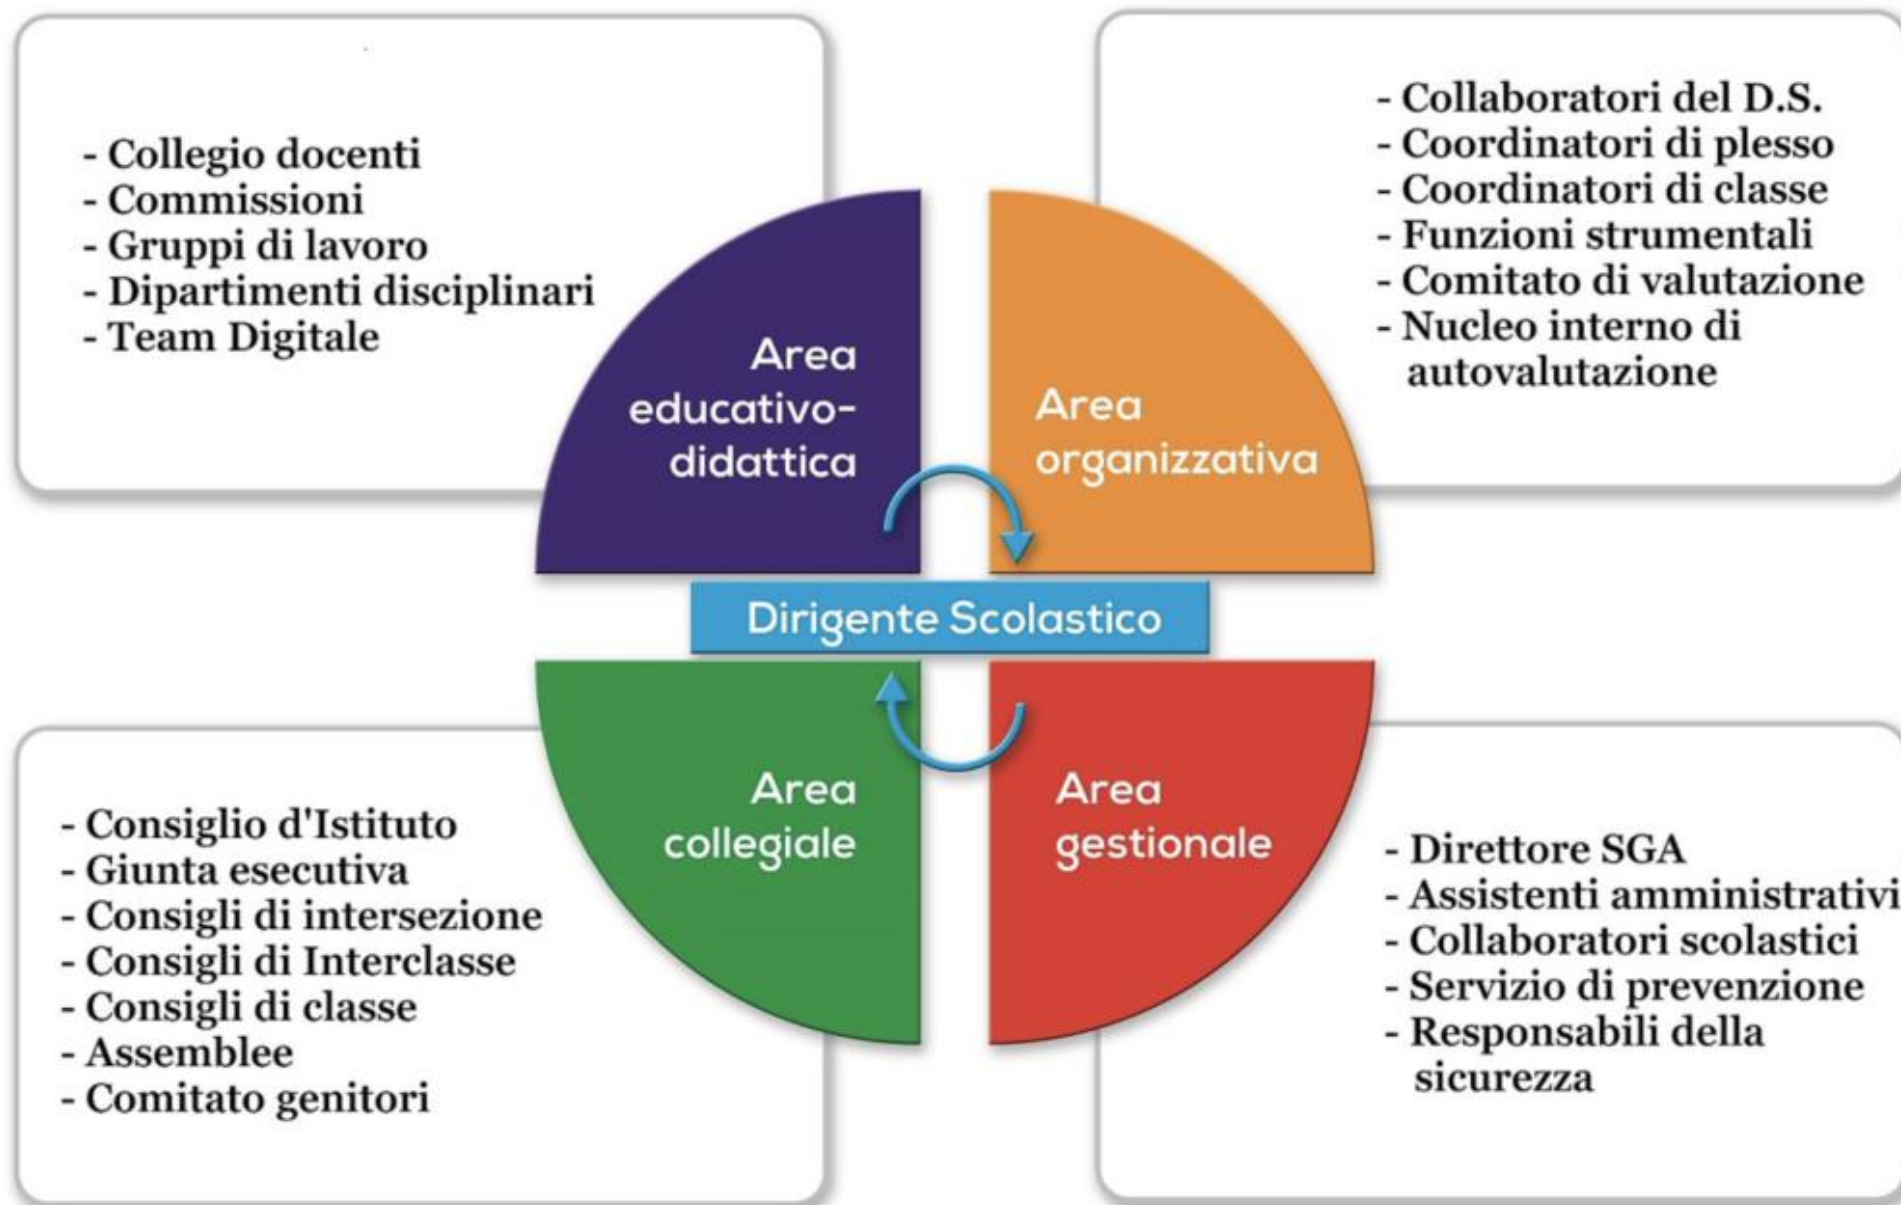 - Collegio docenti
- Commissioni
- Gruppi di lavoro
- Dipartimenti disciplinari
- Team Digitale
- Collaboratori del D.S.
- Coordinatori di plesso
- Coordinatori di classe
- Funzioni strumentali
- Comitato di valutazione
- Nucleo interno di
autovalutazione
Area
educativo-
didattica
Area
organizzativa
Dirigente Scolastico
Area
collegiale
Area
gestionale
- Consiglio d'Istituto
- Giunta esecutiva
- Consigli di intersezione
- Consigli di Interclasse
- Consigli di classe
- Assemblee
- Comitato genitori
- Direttore SGA
- Assistenti amministrativi
- Collaboratori scolastici
- Servizio di prevenzione
- Responsabili della
sicurezza